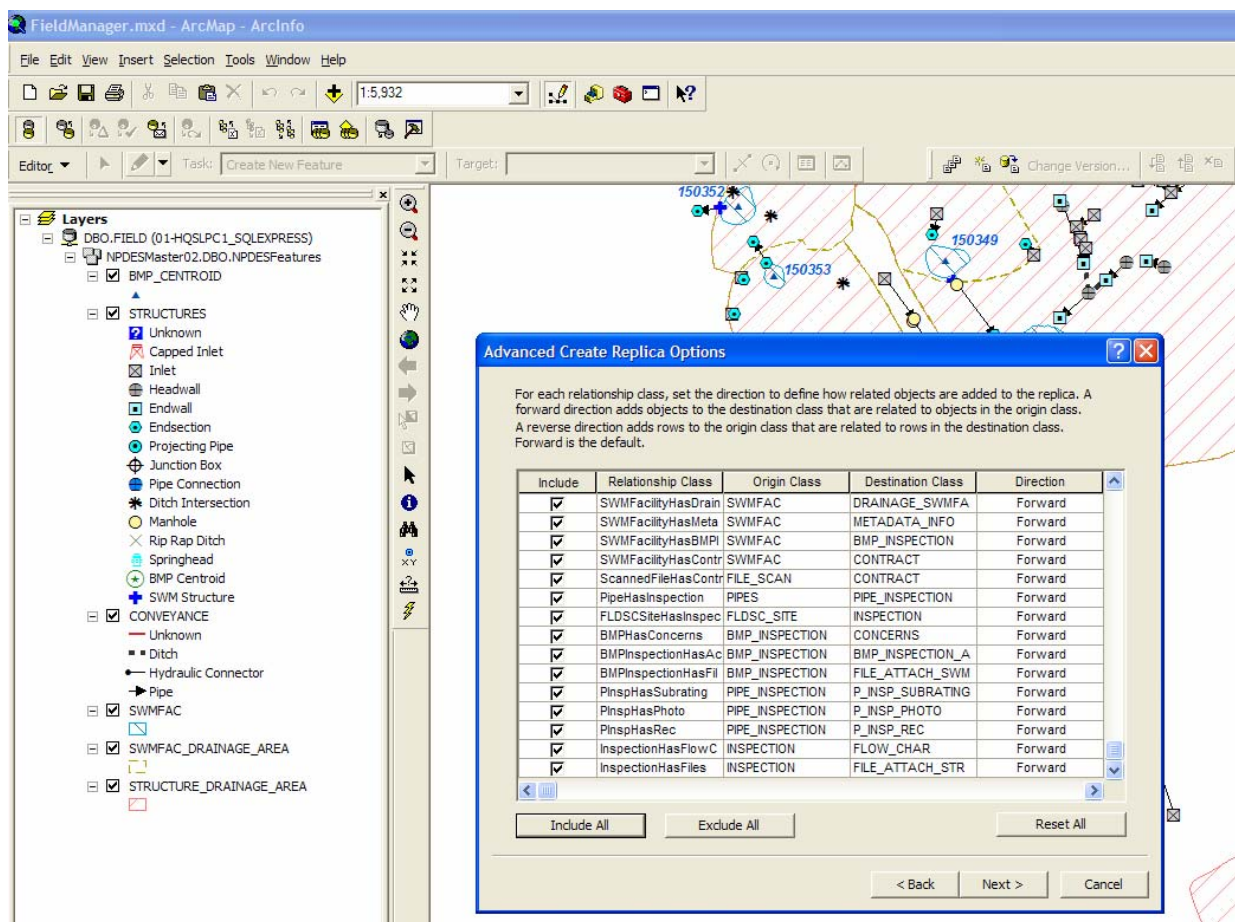 FieldManager.mxd - ArcMap - ArcInfo
File Edit View Insert Selection Tools Window Help
1:5,932
Editor Task: Create New Feature Target: Change Version...
Layers
DBO.FIELD (01-HQSLPC1_SQLEXPRESS)
NPDESMaster02.DBO.NPDESFeatures
BMP_CENTROID
STRUCTURES
Unknown
Capped Inlet
Inlet
Headwall
Endwall
Endsection
Projecting Pipe
Junction Box
Pipe Connection
Ditch Intersection
Manhole
Rip Rap Ditch
Springhead
BMP Centroid
SWM Structure
CONVEYANCE
Unknown
Ditch
Hydraulic Connector
Pipe
SWMFAC
SWMFAC_DRAINAGE_AREA
STRUCTURE_DRAINAGE_AREA
XY
150352
150349
150353
Advanced Create Replica Options
For each relationship class, set the direction to define how related objects are added to the replica. A
forward direction adds objects to the destination class that are related to objects in the origin class.
A reverse direction adds rows to the origin class that are related to rows in the destination class.
Forward is the default.
Include Relationship Class Origin Class Destination Class Direction
SWMFacilityHasDrain SWMFAC DRAINAGE_SWMFA Forward
SWMFacilityHasMeta SWMFAC METADATA_INFO Forward
SWMFacilityHasBMPI SWMFAC BMP_INSPECTION Forward
SWMFacilityHasContr SWMFAC CONTRACT Forward
ScannedFileHasContr FILE_SCAN CONTRACT Forward
PipeHasInspection PIPES PIPE_INSPECTION Forward
FLDSCSiteHasInspec FLDSC_SITE INSPECTION Forward
BMPHasConcerns BMP_INSPECTION CONCERNS Forward
BMPInspectionHasAc BMP_INSPECTION BMP_INSPECTION_A Forward
BMPInspectionHasFil BMP_INSPECTION FILE_ATTACH_SWM Forward
PInspHasSubrating PIPE_INSPECTION P_INSP_SUBRATING Forward
PInspHasPhoto PIPE_INSPECTION P_INSP_PHOTO Forward
PInspHasRec PIPE_INSPECTION P_INSP_REC Forward
InspectionHasFlowC INSPECTION FLOW_CHAR Forward
InspectionHasFiles INSPECTION FILE_ATTACH_STR Forward
Include All Exclude All Reset All
< Back Next > Cancel